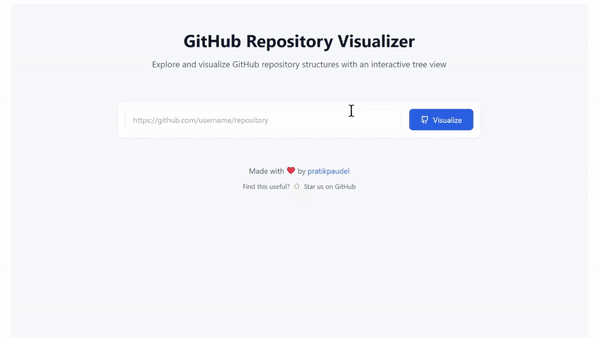 GitHub Repository Visualizer
Explore and visualize GitHub repository structures with an interactive tree view
https://github.com/username/repository
Visualize
Made with ❤️ by pratikpaudel
Find this useful? ☆ Star us on GitHub